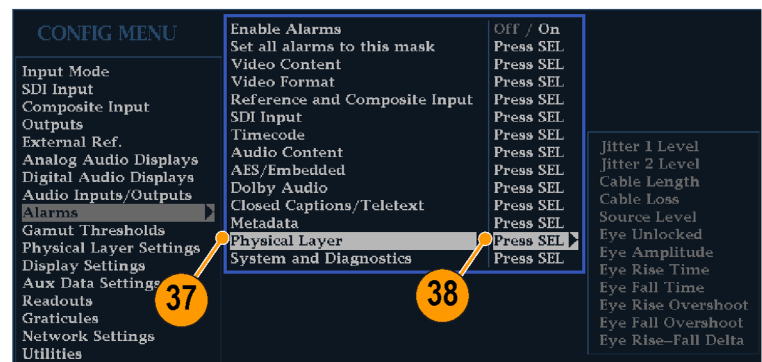 CONFIG MENU
Input Mode
SDI Input
Composite Input
Outputs
External Ref.
Analog Audio Displays
Digital Audio Displays
Audio Inputs/Outputs
Alarms
Gamut Thresholds
Physical Layer Settings
Display Settings
Aux Data Settings
Readouts
Graticules
Network Settings
Utilities
Enable Alarms Off / On
Set all alarms to this mask Press SEL
Video Content Press SEL
Video Format Press SEL
Reference and Composite Input Press SEL
SDI Input Press SEL
Timecode Press SEL
Audio Content Press SEL
AES/Embedded Press SEL
Dolby Audio Press SEL
Closed Captions/Teletext Press SEL
Metadata Press SEL
Physical Layer Press SEL
System and Diagnostics Press SEL
37
38
Jitter 1 Level
Jitter 2 Level
Cable Length
Cable Loss
Source Level
Eye Unlocked
Eye Amplitude
Eye Rise Time
Eye Fall Time
Eye Rise Overshoot
Eye Fall Overshoot
Eye Rise–Fall Delta